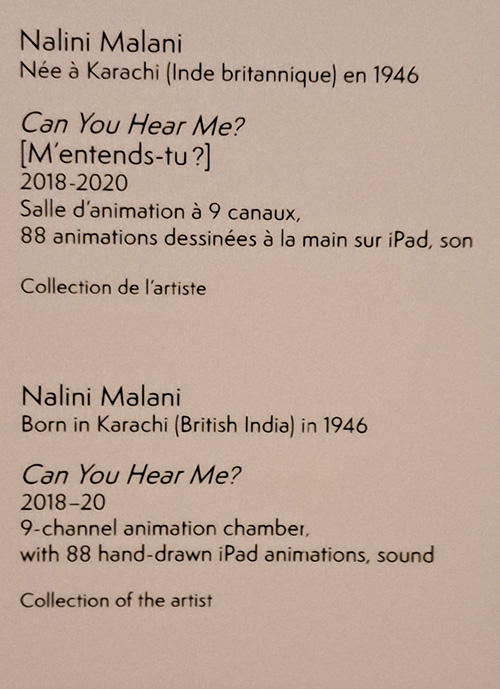 Nalini Malani
Née à Karachi (Inde britannique) en 1946
Can You Hear Me?
[M'entends-tu ?]
2018-2020
Salle d'animation à 9 canaux,
88 animations dessinées à la main sur iPad, son
Collection de l'artiste
Nalini Malani
Born in Karachi (British India) in 1946
Can You Hear Me?
2018–20
9-channel animation chamber,
with 88 hand-drawn iPad animations, sound
Collection of the artist